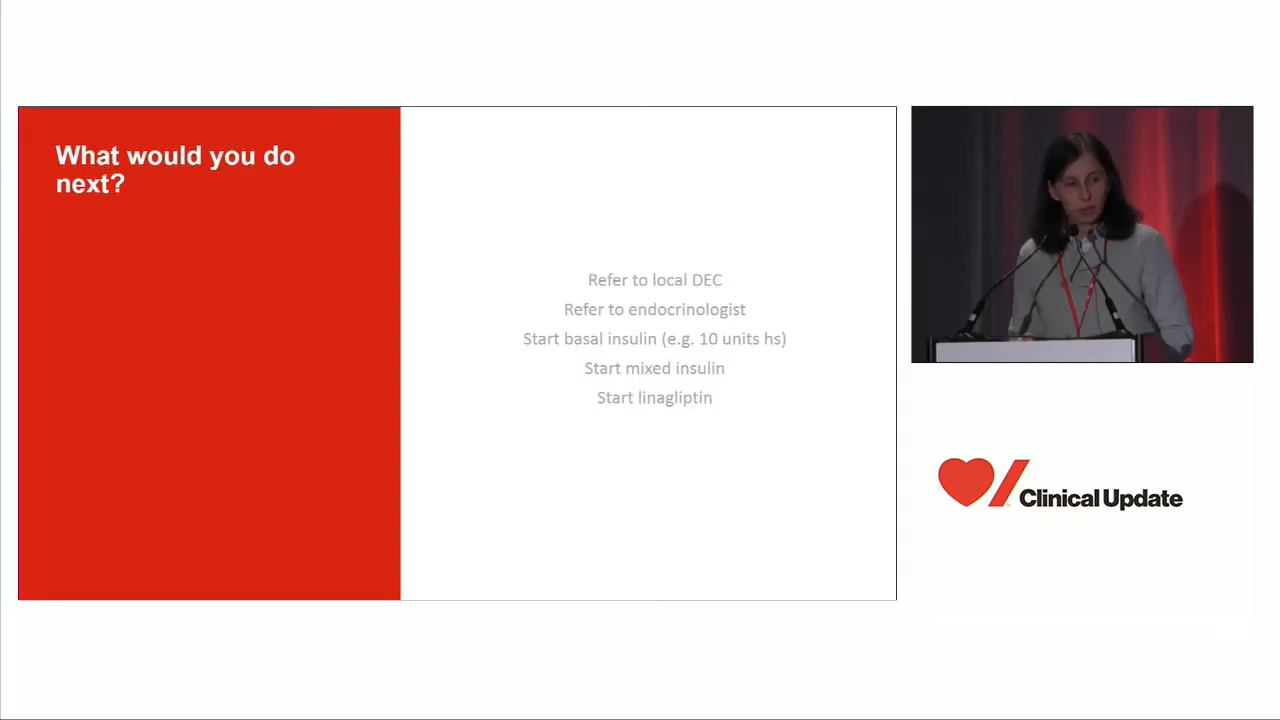 What would you do
next?
Refer to local DEC
Refer to endocrinologist
Start basal insulin (e.g. 10 units hs)
Start mixed insulin
Start linagliptin
Clinical Update